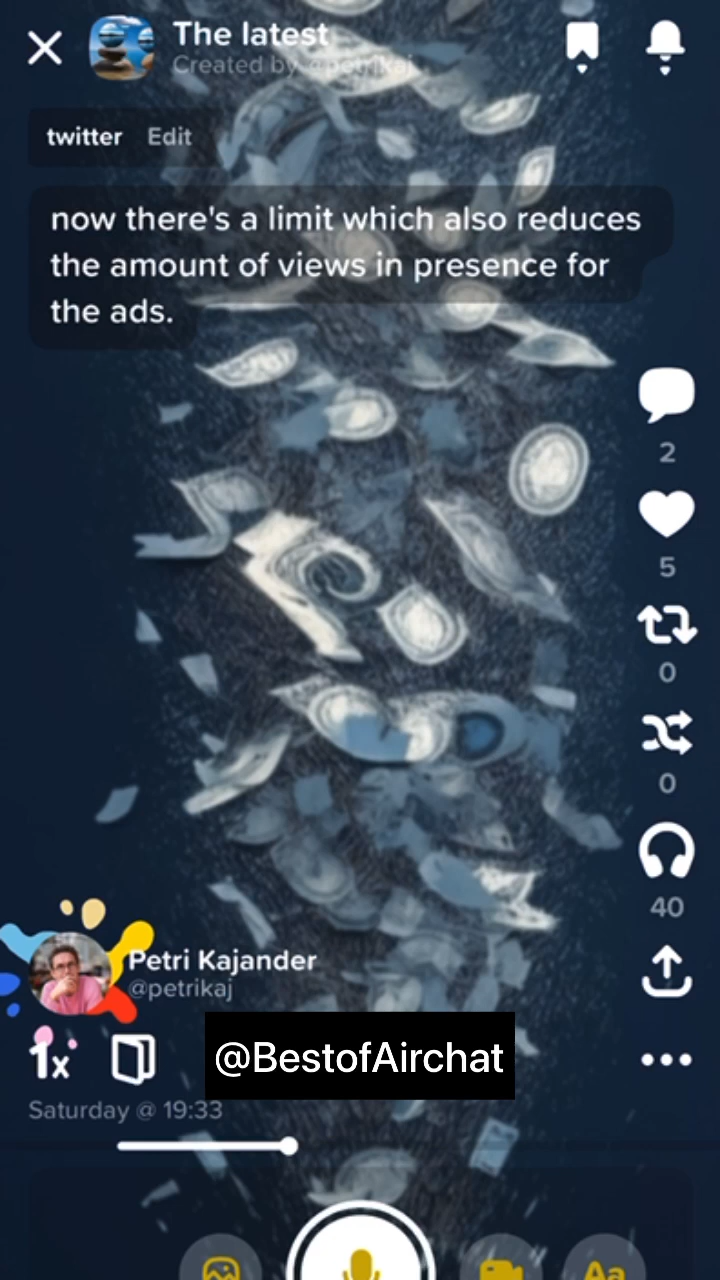 The latest
Created by @petrikaj
twitter Edit
now there's a limit which also reduces
the amount of views in presence for
the ads.
2
5
0
0
40
Petri Kajander
@petrikaj
1x
@BestofAirchat
Saturday @ 19:33
Aa